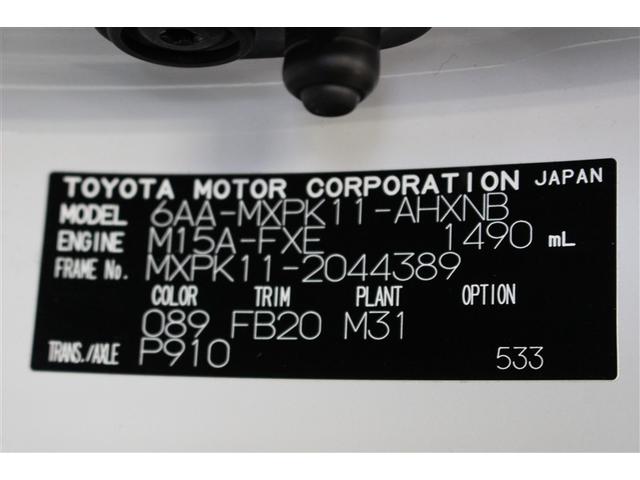 TOYOTA MOTOR CORPORATION JAPAN
MODEL 6AA-MXPK11-AHXNB
ENGINE M15A-FXE 1490 mL
FRAME No. MXPK11-2044389
COLOR TRIM PLANT OPTION
089 FB20 M31
TRANS./AXLE P910 533